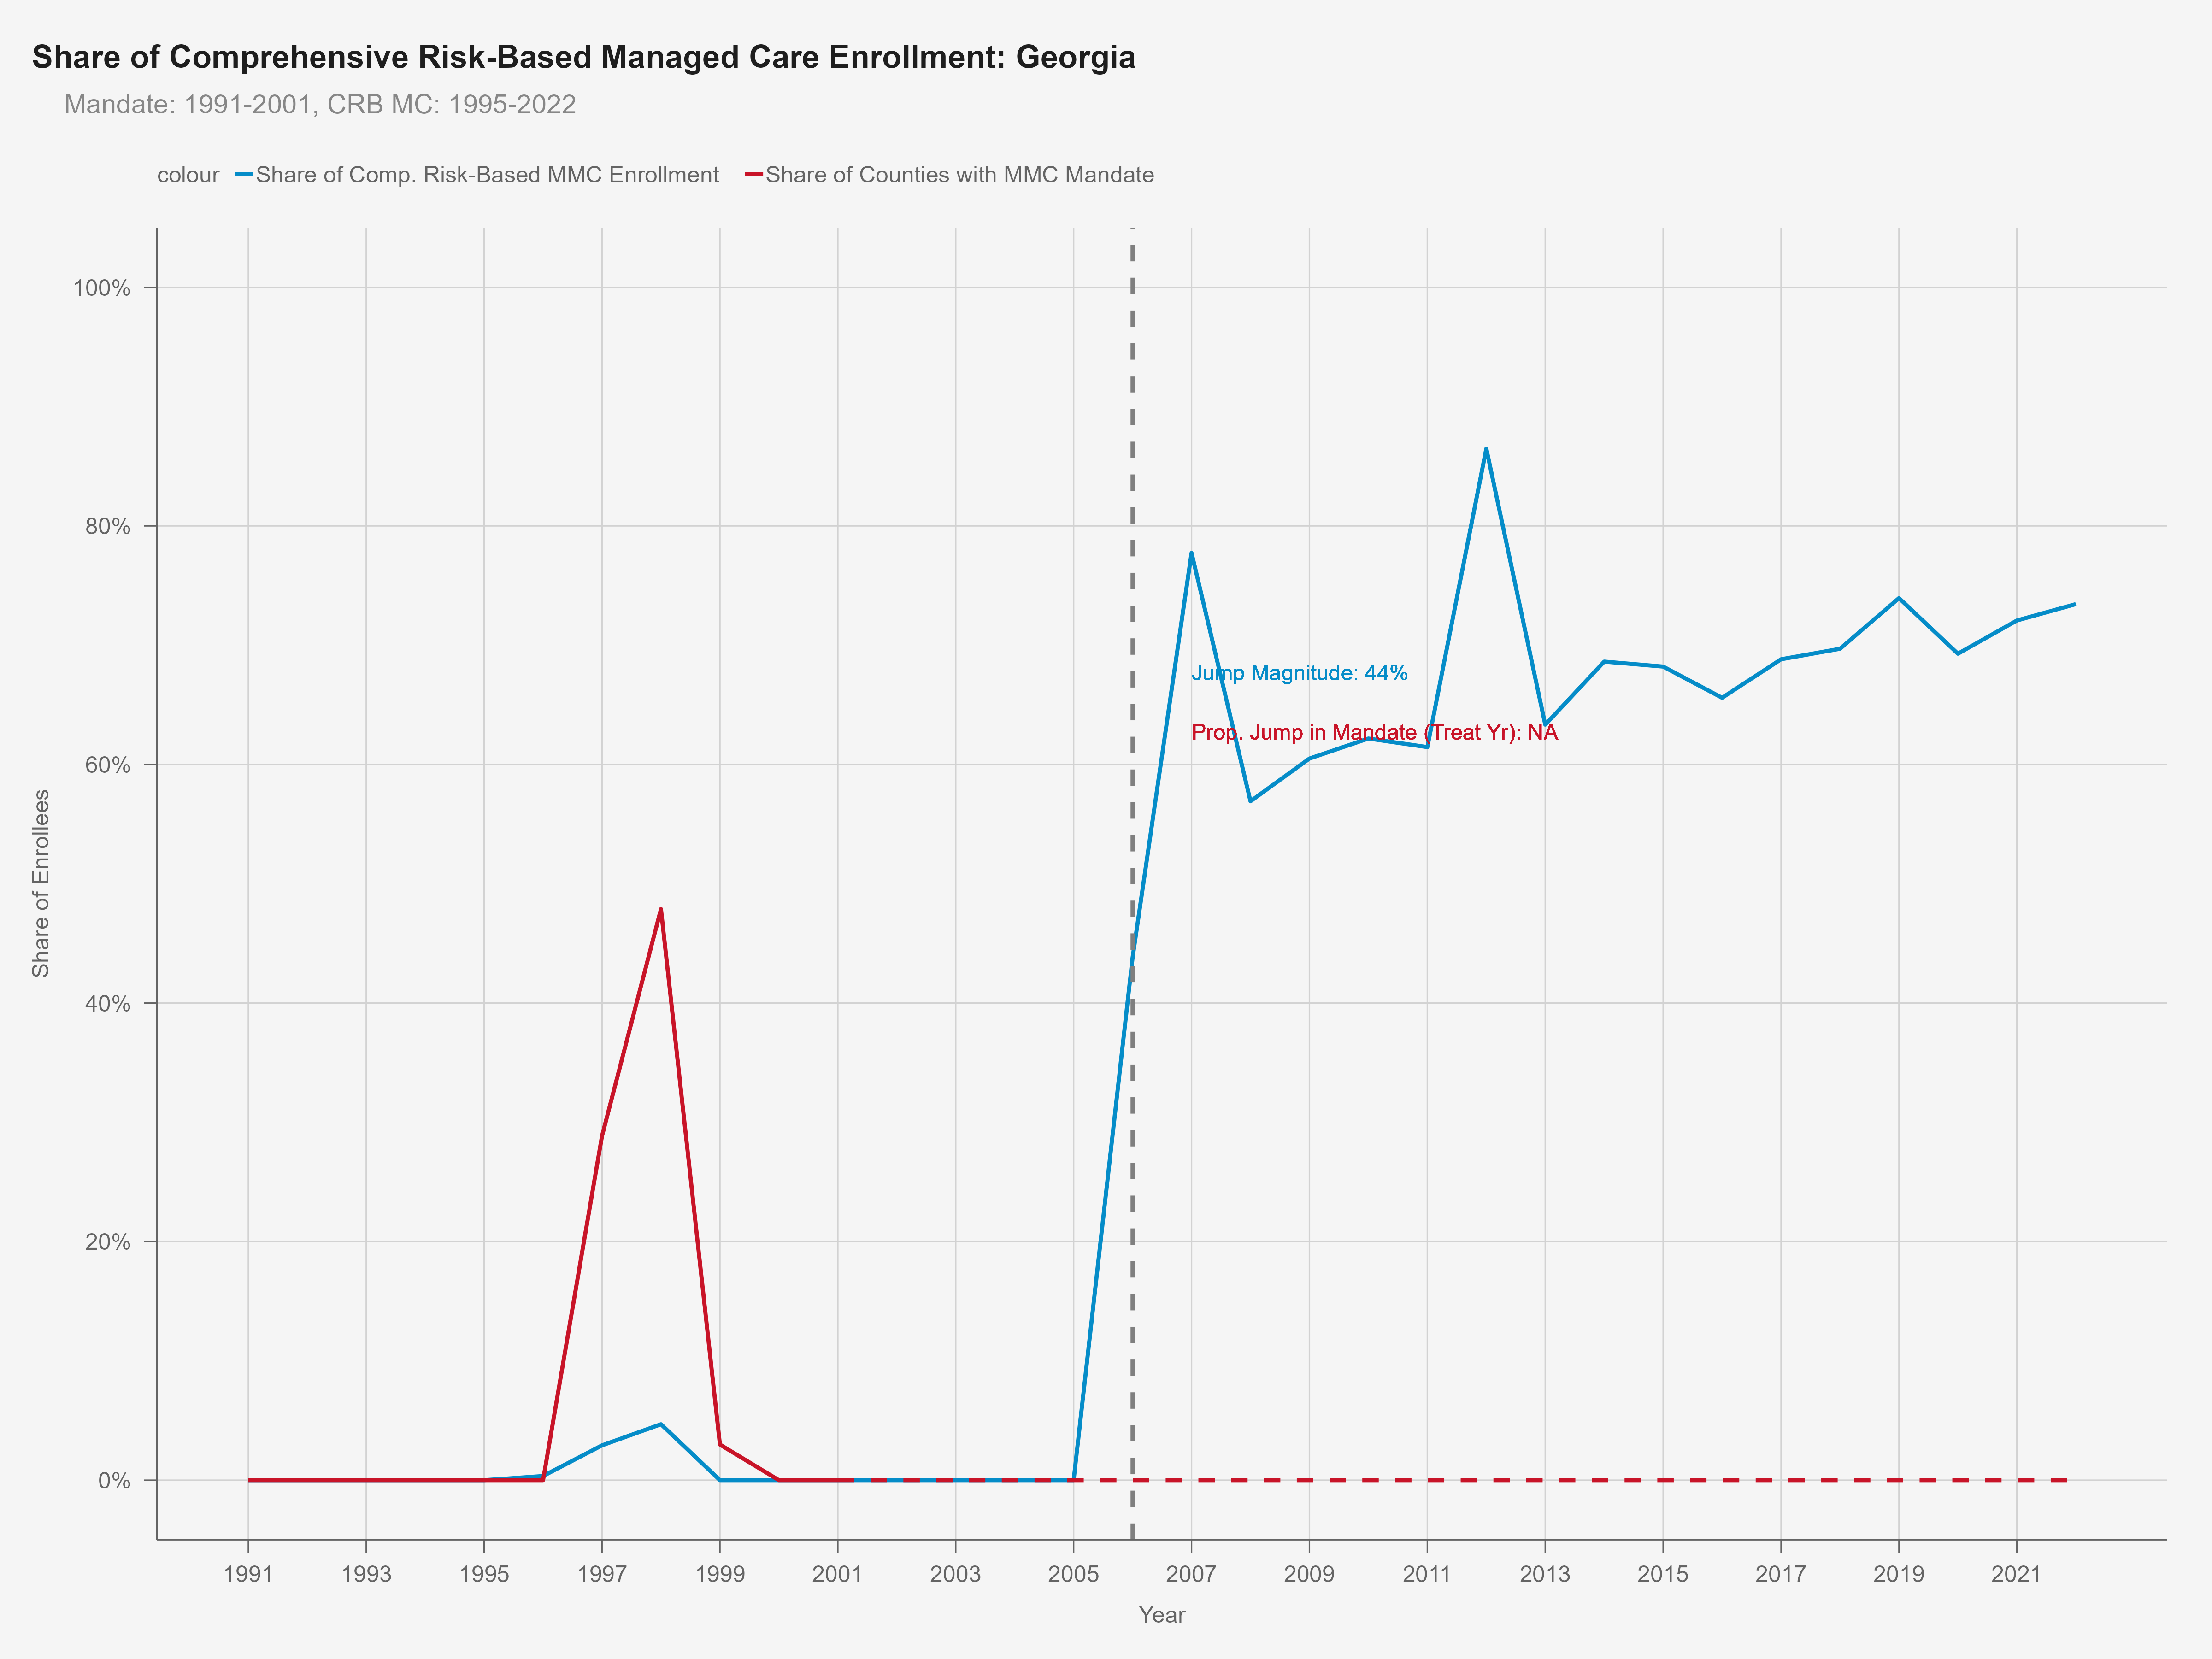 Share of Comprehensive Risk-Based Managed Care Enrollment: Georgia
Mandate: 1991-2001, CRB MC: 1995-2022
colour Share of Comp. Risk-Based MMC Enrollment Share of Counties with MMC Mandate
100%
80%
60%
40%
20%
0%
Share of Enrollees
Jump Magnitude: 44%
Prop. Jump in Mandate (Treat Yr): NA
1991 1993 1995 1997 1999 2001 2003 2005 2007 2009 2011 2013 2015 2017 2019 2021
Year